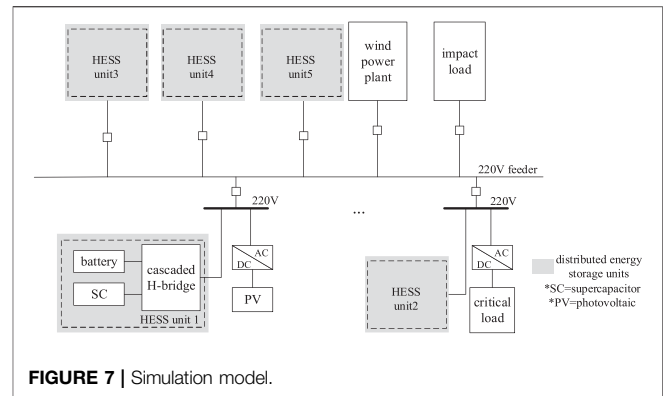 HESS
unit3
HESS
unit4
HESS
unit5
wind
power
plant
impact
load
220V feeder
220V
...
220V
battery
SC
cascaded
H-bridge
HESS unit 1
AC
DC
PV
HESS
unit2
AC
DC
critical
load
distributed energy
storage units
*SC=supercapacitor
*PV=photovoltaic
FIGURE 7 | Simulation model.